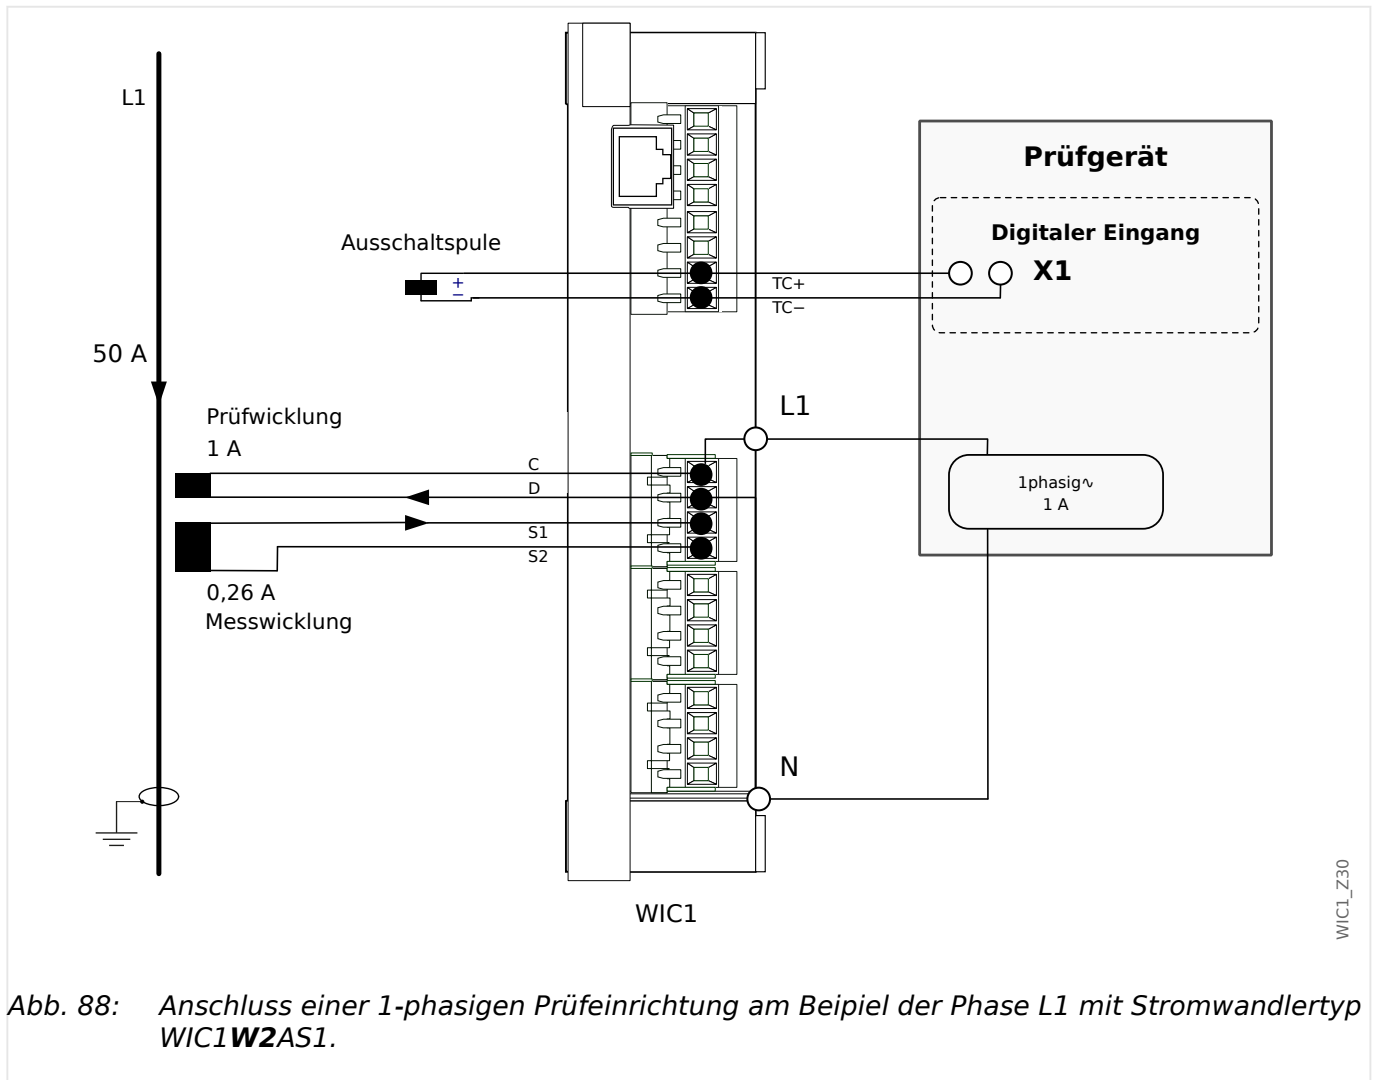 L1
Prüfgerät
Digitaler Eingang
X1
Ausschaltspule
+
−
TC+
TC−
50 A
L1
Prüfwicklung
1 A
C
D
S1
S2
1phasig∿
1 A
0,26 A
Messwicklung
N
WIC1
WIC1_Z30
Abb. 88: Anschluss einer 1-phasigen Prüfeinrichtung am Beipiel der Phase L1 mit Stromwandlertyp
WIC1W2AS1.